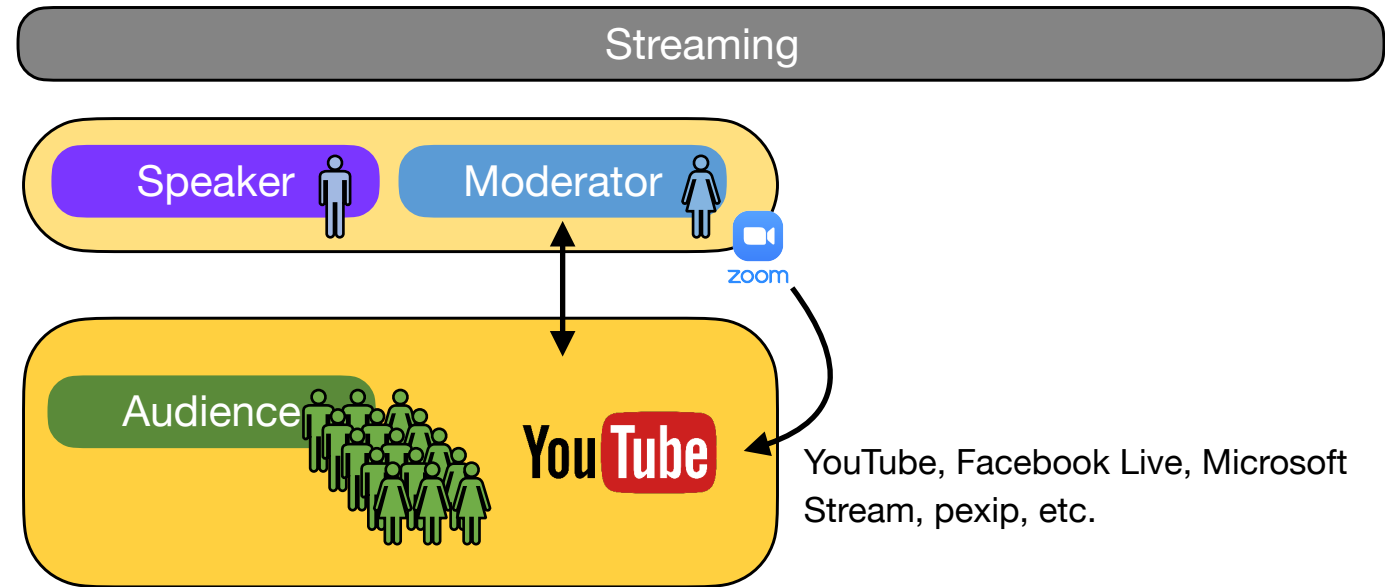 Streaming
Speaker
Moderator
zoom
Audience
YouTube
YouTube, Facebook Live, Microsoft
Stream, pexip, etc.